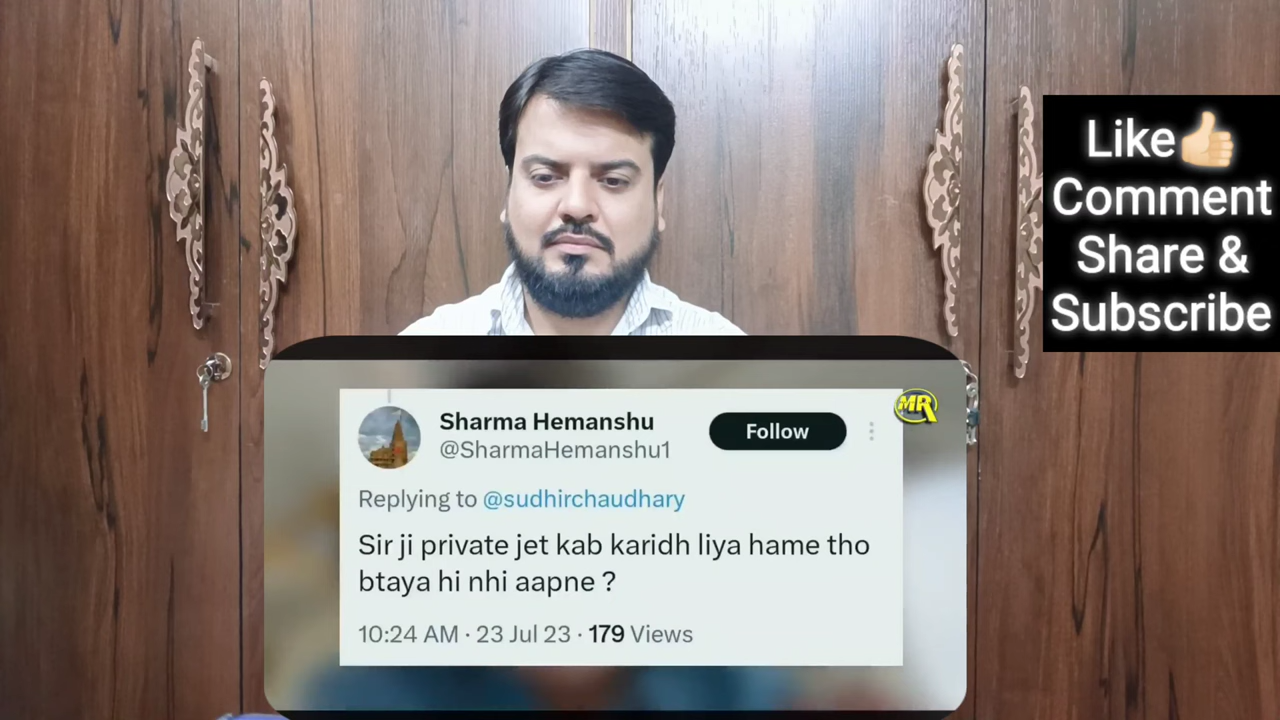 Like👍🏻
Comment
Share &
Subscribe
MR
Sharma Hemanshu
@SharmaHemanshu1
Follow
Replying to @sudhirchaudhary
Sir ji private jet kab karidh liya hame tho
btaya hi nhi aapne ?
10:24 AM · 23 Jul 23 · 179 Views